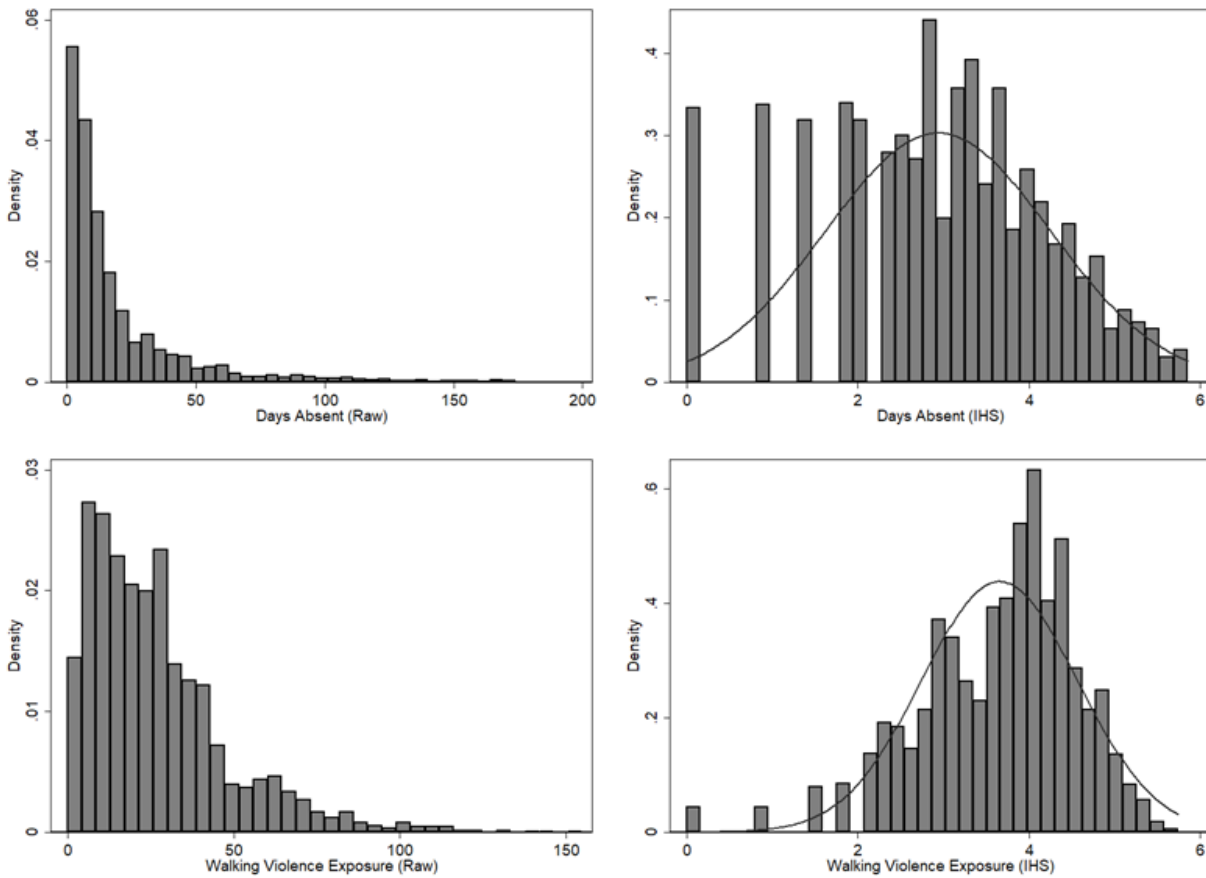 .06
.04
.02
0
Density
0 50 100 150 200
Days Absent (Raw)
.4
.3
.2
.1
0
Density
0 2 4 6
Days Absent (IHS)
.03
.02
.01
0
Density
0 50 100 150
Walking Violence Exposure (Raw)
.6
.4
.2
0
Density
0 2 4 6
Walking Violence Exposure (IHS)